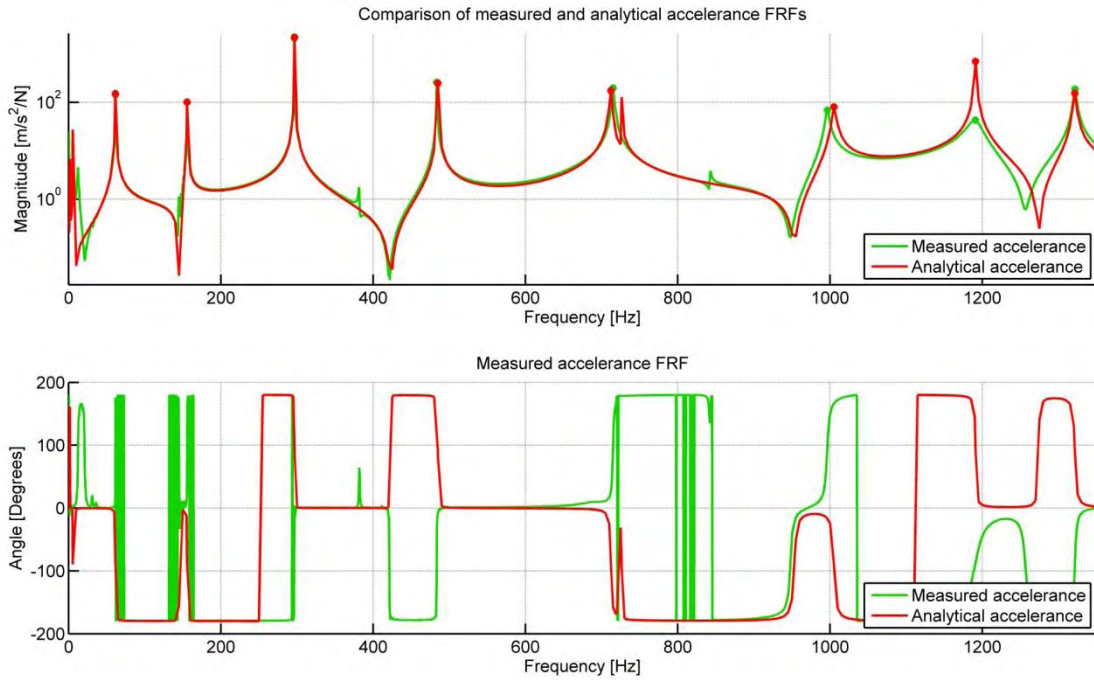 Comparison of measured and analytical accelerance FRFs
Magnitude [m/s²/N]
10²
10⁰
Measured accelerance
Analytical accelerance
0 200 400 600 800 1000 1200
Frequency [Hz]
Measured accelerance FRF
Angle [Degrees]
200
100
0
-100
-200
Measured accelerance
Analytical accelerance
0 200 400 600 800 1000 1200
Frequency [Hz]